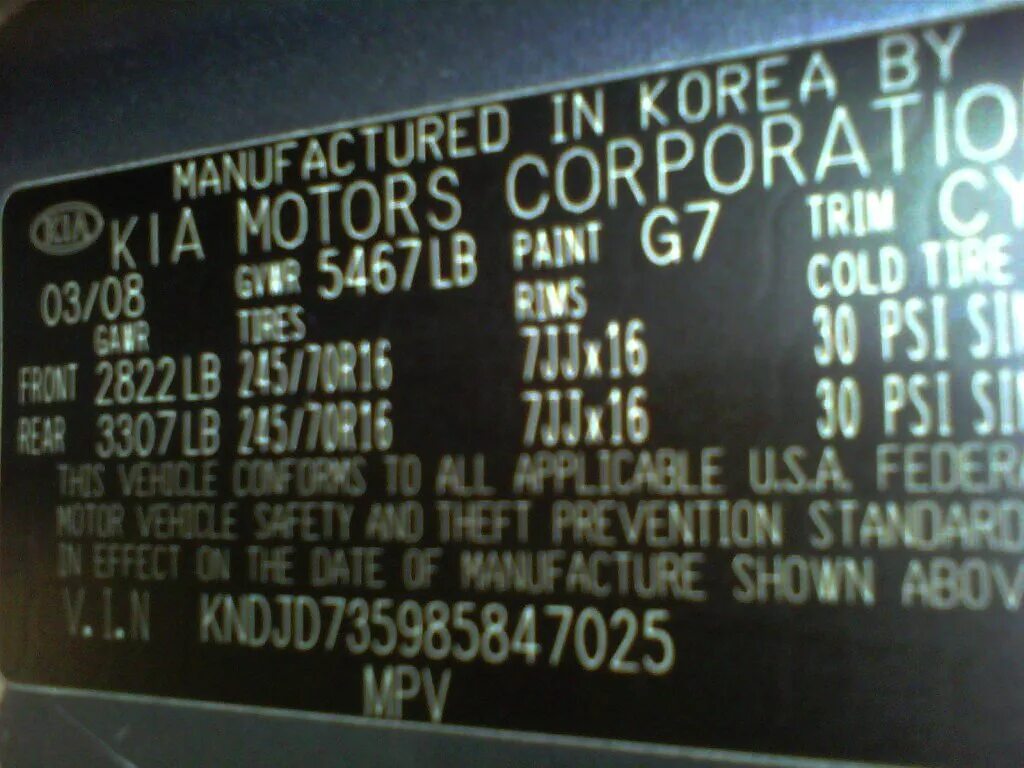 MANUFACTURED IN KOREA BY
KIA KIA MOTORS CORPORATIO
03/08 GVWR 5467LB PAINT G7 TRIM CY
GAWR TIRES RIMS COLD TIRE
FRONT 2822LB 245/70R16 7JJx16 30 PSI SIN
REAR 3307LB 245/70R16 7JJx16 30 PSI SIN
THIS VEHICLE CONFORMS TO ALL APPLICABLE U.S.A. FEDERA
MOTOR VEHICLE SAFETY AND THEFT PREVENTION STANDARD
IN EFFECT ON THE DATE OF MANUFACTURE SHOWN ABOV
V.I.N KNDJD735985847025
MPV